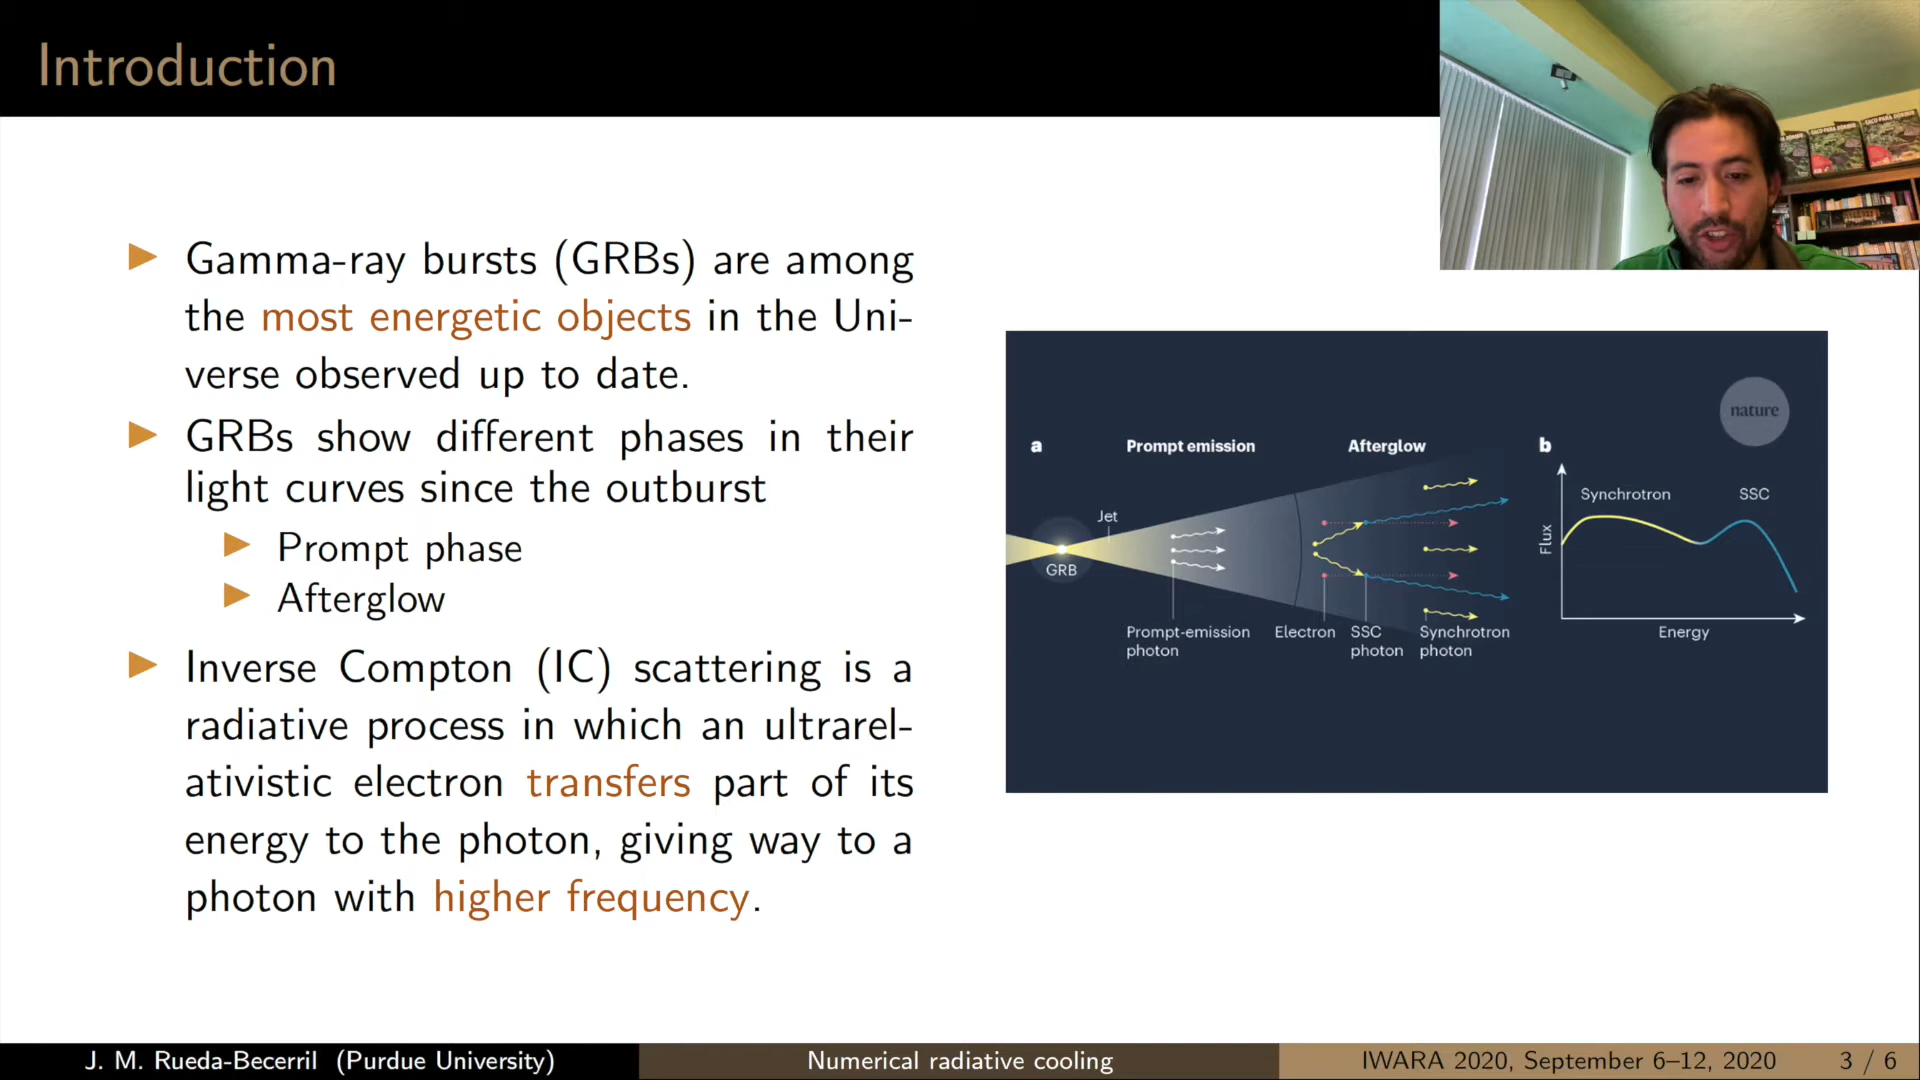 Introduction
Gamma-ray bursts (GRBs) are among
the most energetic objects in the Uni-
verse observed up to date.
GRBs show different phases in their
light curves since the outburst
Prompt phase
Afterglow
Inverse Compton (IC) scattering is a
radiative process in which an ultrarel-
ativistic electron transfers part of its
energy to the photon, giving way to a
photon with higher frequency.
nature
a
Prompt emission
Afterglow
Jet
GRB
Prompt-emission
photon
Electron
SSC
photon
Synchrotron
photon
b
Synchrotron
SSC
Flux
Energy
J. M. Rueda-Becerril (Purdue University)
Numerical radiative cooling
IWARA 2020, September 6–12, 2020
3 / 6